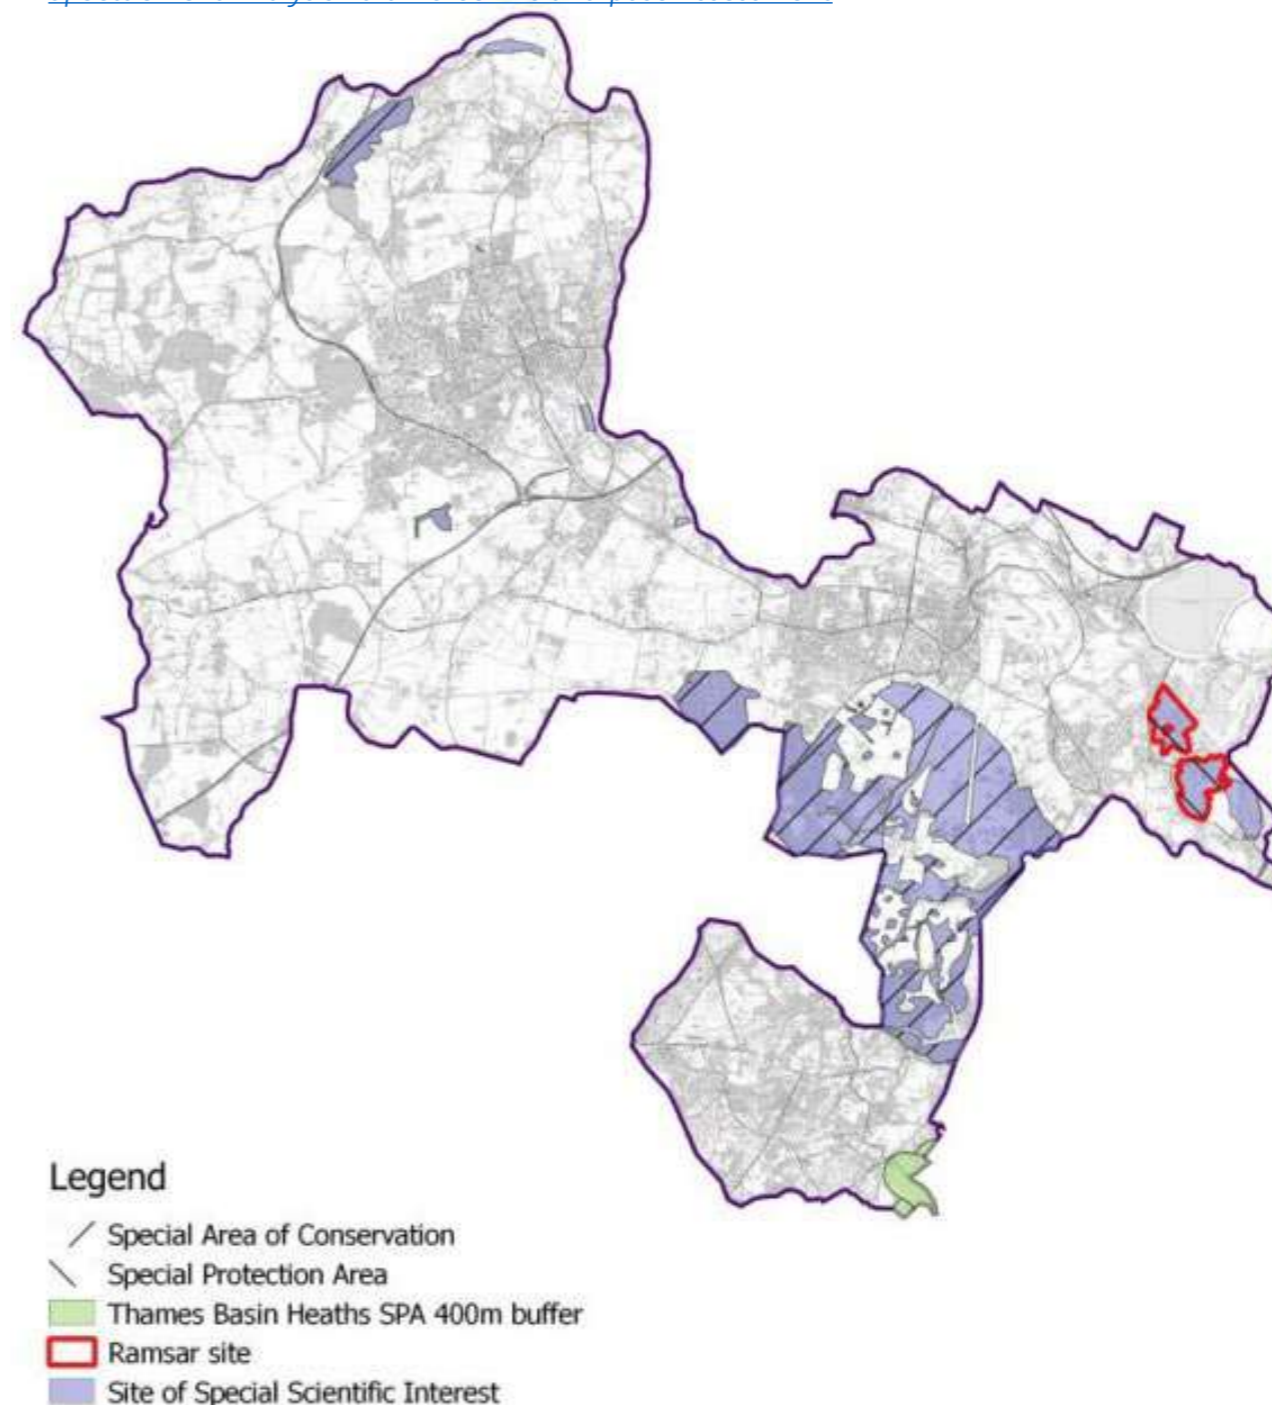 Legend
Special Area of Conservation
Special Protection Area
Thames Basin Heaths SPA 400m buffer
Ramsar site
Site of Special Scientific Interest